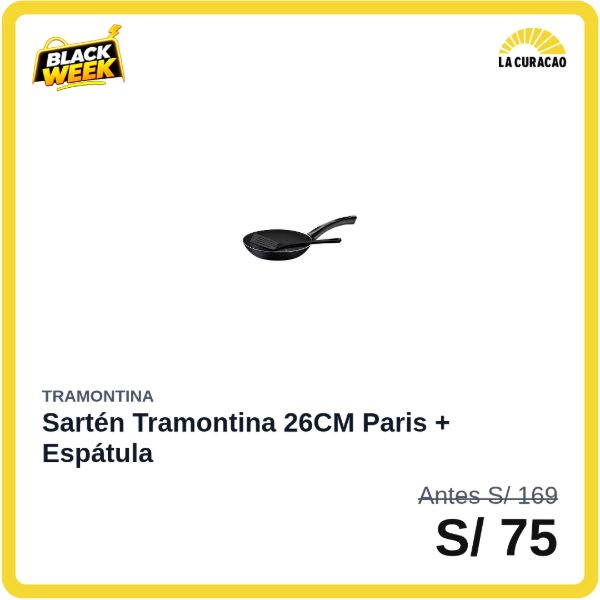 BLACK
WEEK
LA CURACAO
TRAMONTINA
Sartén Tramontina 26CM Paris +
Espátula
Antes S/ 169
S/ 75